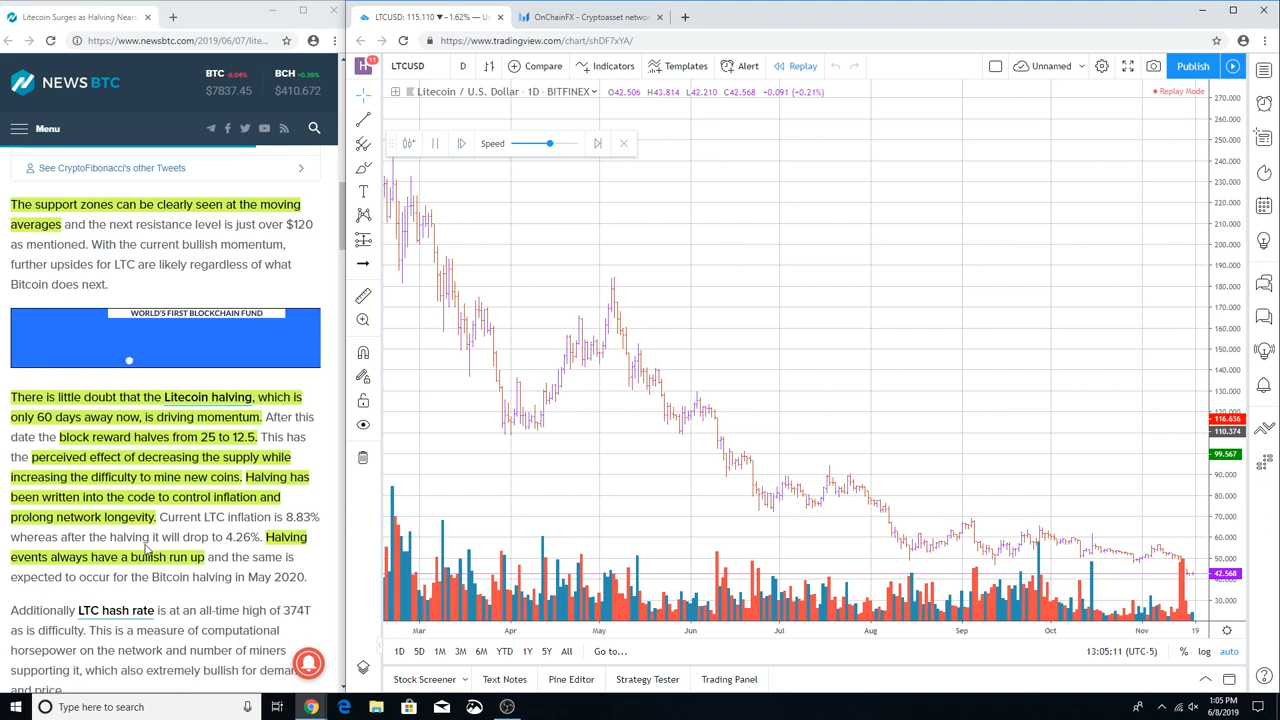 Litecoin Surges as Halving Nears
LTCUSD: 115.110 ▼−1.62% — Un
OnChainFX - Cryptoasset networ
https://www.newsbtc.com/2019/06/07/lite...
https://www.tradingview.com/chart/shDF7xYA/
NEWS BTC
BTC -0.04%
$7837.45
BCH +0.39%
$410.672
Menu
See CryptoFibonacci's other Tweets
The support zones can be clearly seen at the moving
averages and the next resistance level is just over $120
as mentioned. With the current bullish momentum,
further upsides for LTC are likely regardless of what
Bitcoin does next.
WORLD'S FIRST BLOCKCHAIN FUND
There is little doubt that the Litecoin halving, which is
only 60 days away now, is driving momentum. After this
date the block reward halves from 25 to 12.5. This has
the perceived effect of decreasing the supply while
increasing the difficulty to mine new coins. Halving has
been written into the code to control inflation and
prolong network longevity. Current LTC inflation is 8.83%
whereas after the halving it will drop to 4.26%. Halving
events always have a bullish run up and the same is
expected to occur for the Bitcoin halving in May 2020.
Additionally LTC hash rate is at an all-time high of 374T
as is difficulty. This is a measure of computational
horsepower on the network and number of miners
supporting it, which also extremely bullish for demand
and price.
H 11
LTCUSD D Compare Indicators Templates Alert Replay Unnamed Publish
Litecoin / U.S. Dollar · 1D · BITFINEX O42.506 H43.814 L42.210 C42.568 +0.091 (+0.21%)
Replay Mode
Speed
270.000
260.000
250.000
240.000
230.000
220.000
210.000
200.000
190.000
180.000
170.000
160.000
150.000
140.000
130.000
120.000
116.636
110.374
99.567
90.000
80.000
70.000
60.000
50.000
42.568
40.000
30.000
Mar Apr May Jun Jul Aug Sep Oct Nov 19
1D 5D 1M 3M 6M YTD 1Y 5Y All Go to...
13:05:11 (UTC-5) % log auto
Stock Screener Text Notes Pine Editor Strategy Tester Trading Panel
Type here to search
1:05 PM
6/8/2019